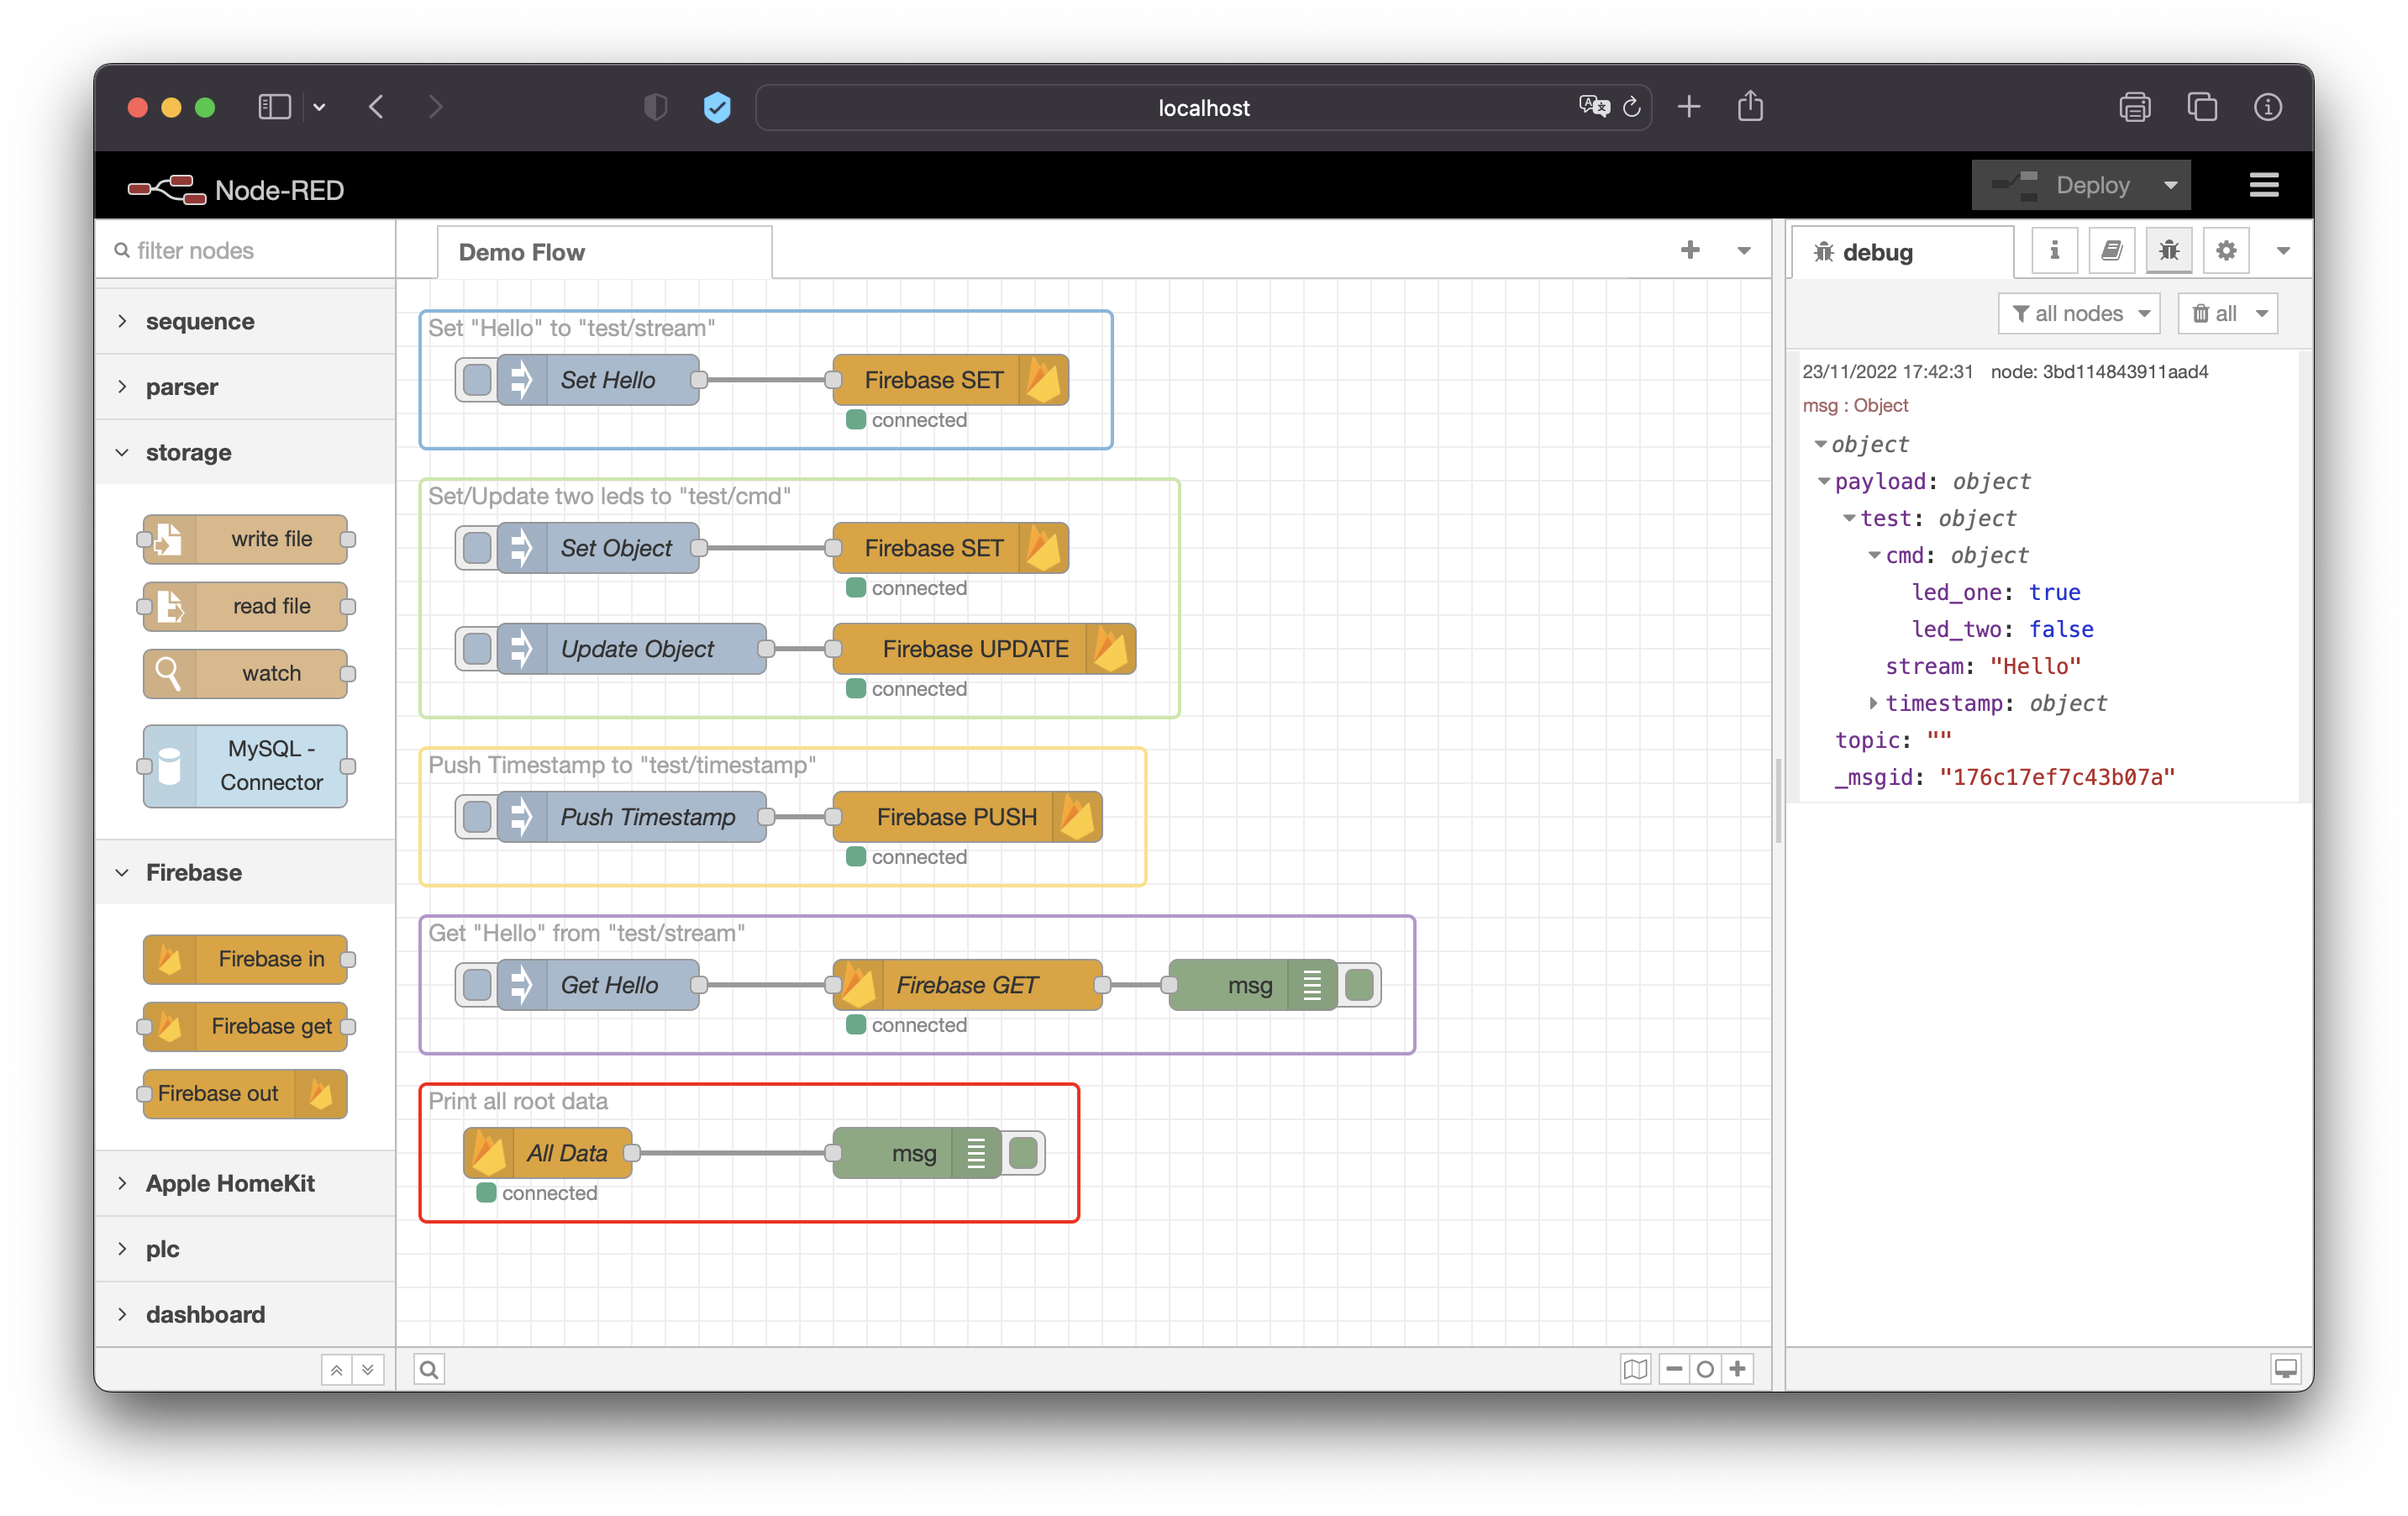 localhost
Node-RED
Deploy
filter nodes
sequence
parser
storage
write file
read file
watch
MySQL -
Connector
Firebase
Firebase in
Firebase get
Firebase out
Apple HomeKit
plc
dashboard
Demo Flow
Set "Hello" to "test/stream"
Set Hello
Firebase SET
connected
Set/Update two leds to "test/cmd"
Set Object
Firebase SET
connected
Update Object
Firebase UPDATE
connected
Push Timestamp to "test/timestamp"
Push Timestamp
Firebase PUSH
connected
Get "Hello" from "test/stream"
Get Hello
Firebase GET
msg
connected
Print all root data
All Data
msg
connected
debug
all nodes
all
23/11/2022 17:42:31 node: 3bd114843911aad4
msg : Object
object
payload: object
test: object
cmd: object
led_one: true
led_two: false
stream: "Hello"
timestamp: object
topic: ""
_msgid: "176c17ef7c43b07a"